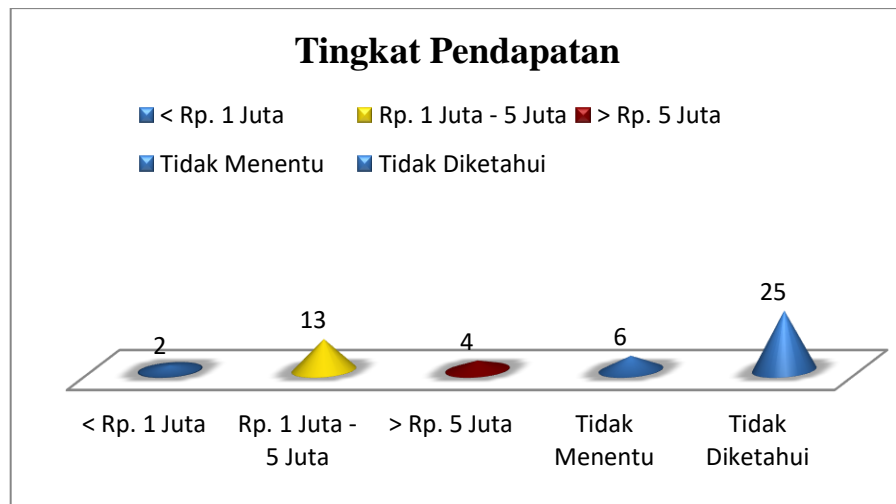 Tingkat Pendapatan
< Rp. 1 Juta
Rp. 1 Juta - 5 Juta
> Rp. 5 Juta
Tidak Menentu
Tidak Diketahui
2
13
4
6
25
< Rp. 1 Juta
Rp. 1 Juta -
5 Juta
> Rp. 5 Juta
Tidak
Menentu
Tidak
Diketahui